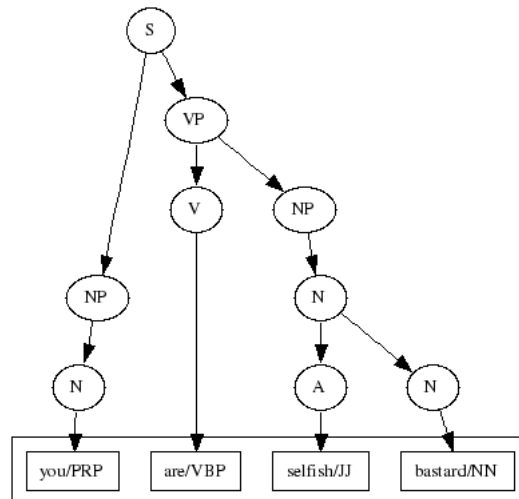 S
VP
V NP
NP N
N A N
you/PRP are/VBP selfish/JJ bastard/NN